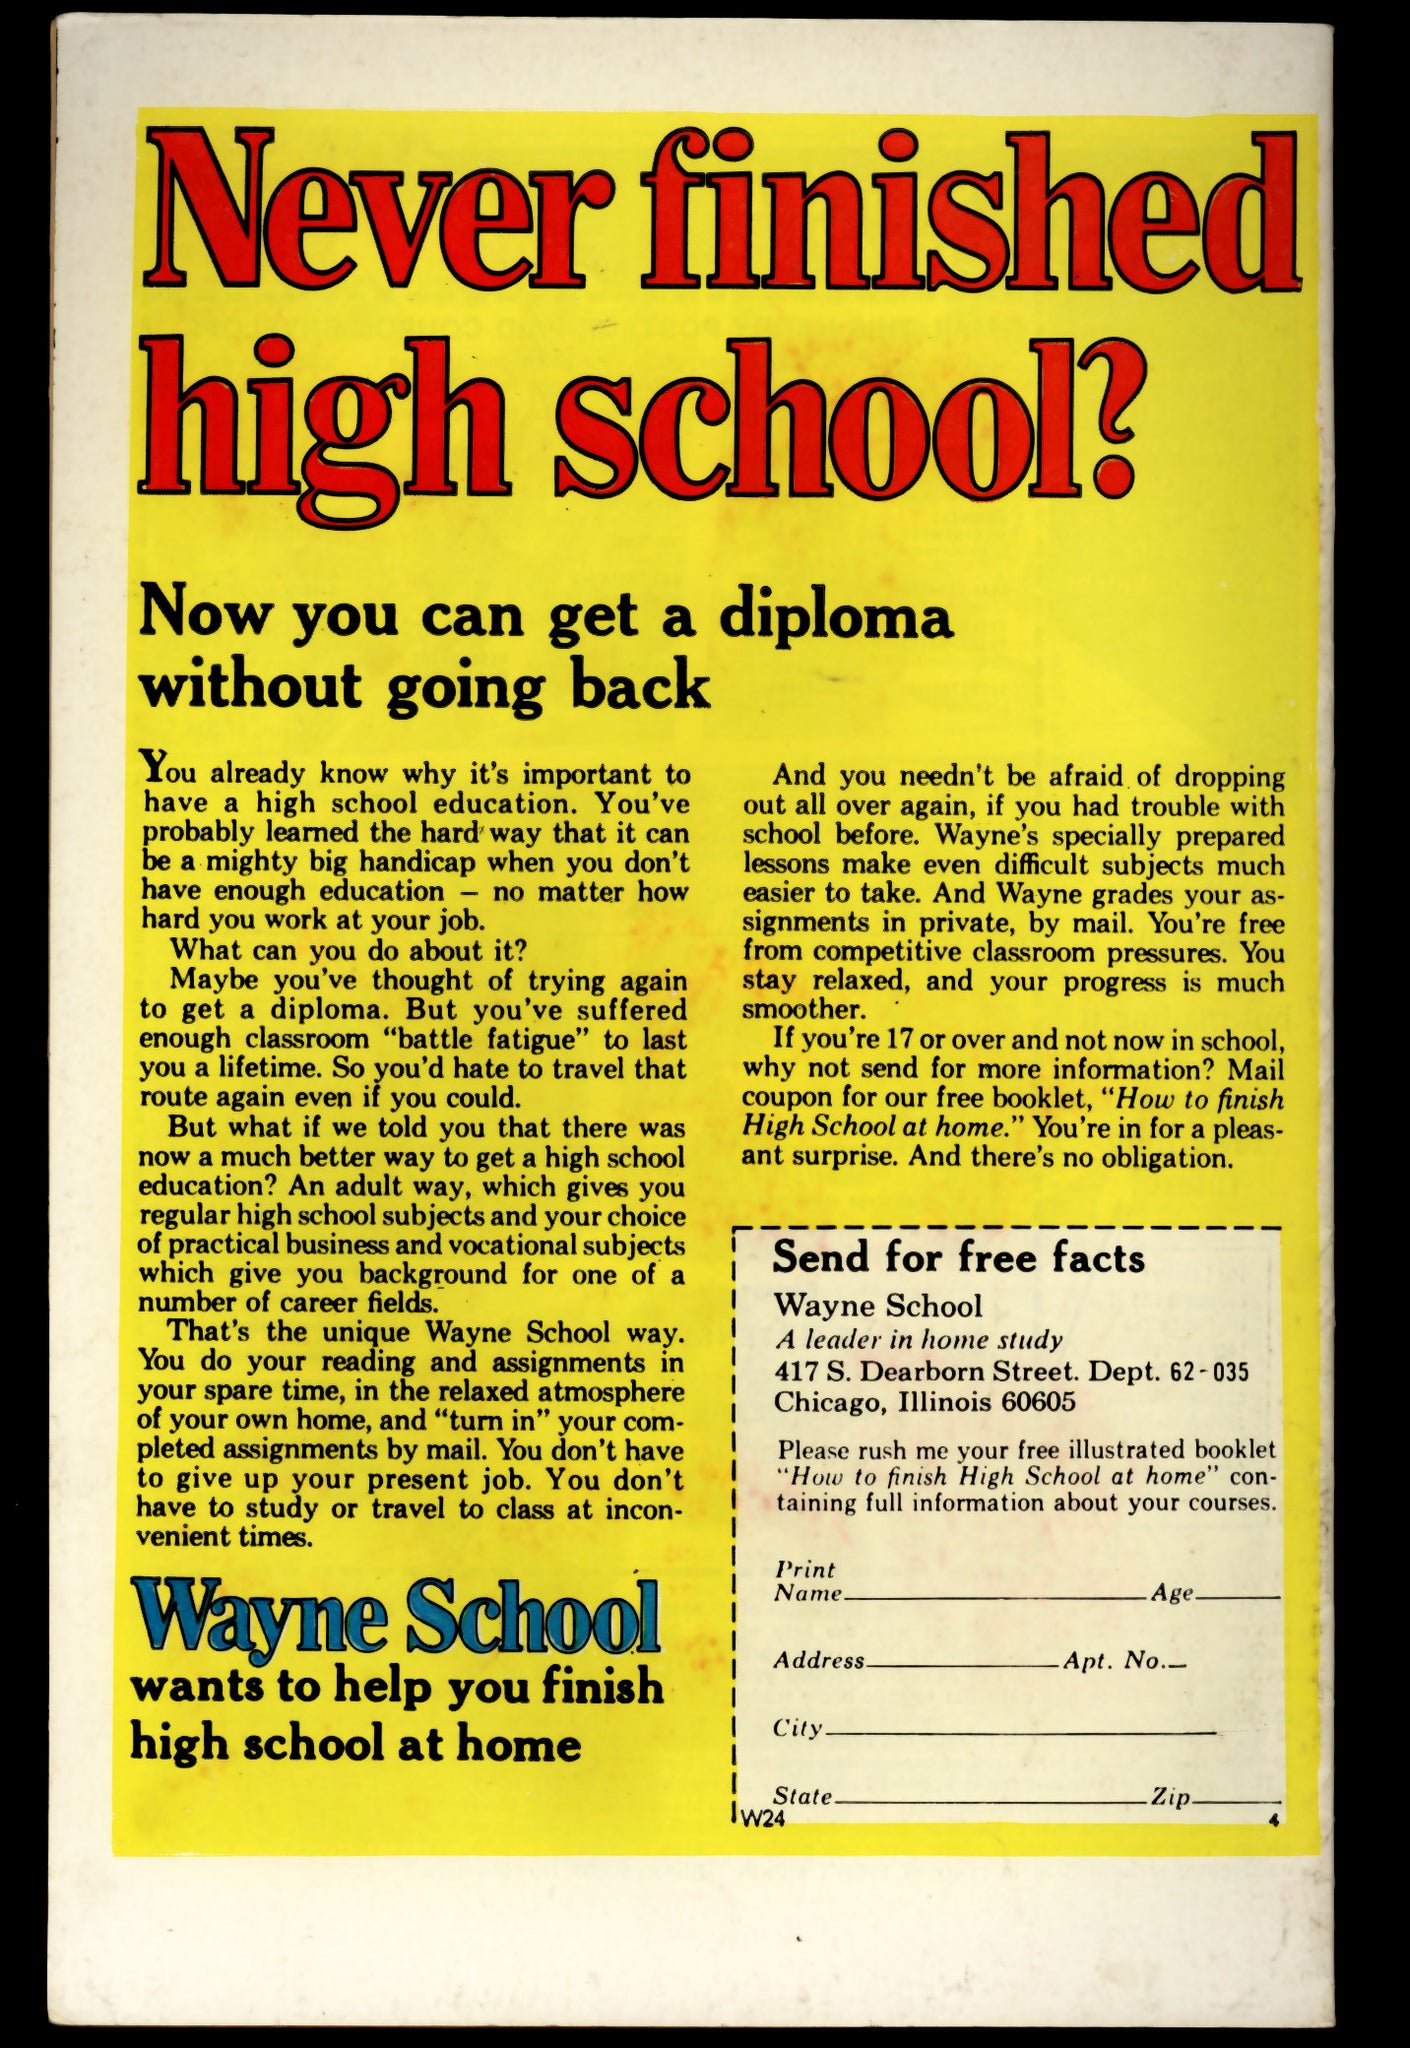 Never finished
high school?
Now you can get a diploma
without going back
You already know why it's important to
have a high school education. You've
probably learned the hard way that it can
be a mighty big handicap when you don't
have enough education – no matter how
hard you work at your job.
What can you do about it?
Maybe you've thought of trying again
to get a diploma. But you've suffered
enough classroom "battle fatigue" to last
you a lifetime. So you'd hate to travel that
route again even if you could.
But what if we told you that there was
now a much better way to get a high school
education? An adult way, which gives you
regular high school subjects and your choice
of practical business and vocational subjects
which give you background for one of a
number of career fields.
That's the unique Wayne School way.
You do your reading and assignments in
your spare time, in the relaxed atmosphere
of your own home, and "turn in" your com-
pleted assignments by mail. You don't have
to give up your present job. You don't
have to study or travel to class at incon-
venient times.
Wayne School
wants to help you finish
high school at home
And you needn't be afraid of dropping
out all over again, if you had trouble with
school before. Wayne's specially prepared
lessons make even difficult subjects much
easier to take. And Wayne grades your as-
signments in private, by mail. You're free
from competitive classroom pressures. You
stay relaxed, and your progress is much
smoother.
If you're 17 or over and not now in school,
why not send for more information? Mail
coupon for our free booklet, "How to finish
High School at home." You're in for a pleas-
ant surprise. And there's no obligation.
Send for free facts
Wayne School
A leader in home study
417 S. Dearborn Street. Dept. 62-035
Chicago, Illinois 60605
Please rush me your free illustrated booklet
"How to finish High School at home" con-
taining full information about your courses.
Print
Name Age
Address Apt. No.
City
State Zip
W24 4